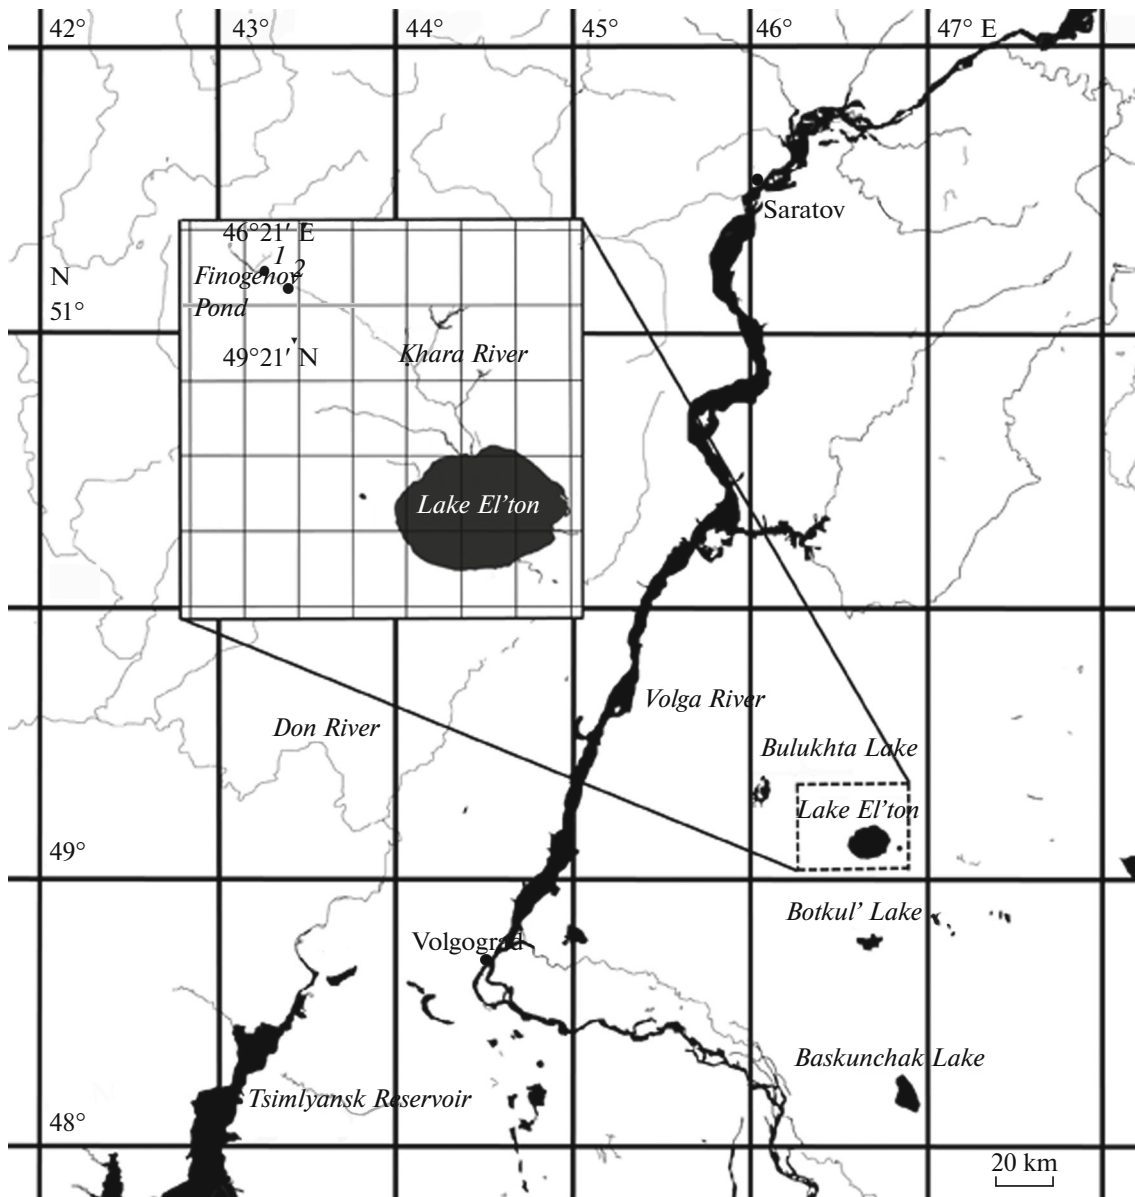 42°
43°
44°
45°
46°
47° E
Saratov
46°21′ E
1
2
Finogenov
Pond
N
51°
49°21′ N
Khara River
Lake El’ton
Volga River
Don River
Bulukhta Lake
Lake El’ton
49°
Botkul’ Lake
Volgograd
Baskunchak Lake
Tsimlyansk Reservoir
48°
20 km